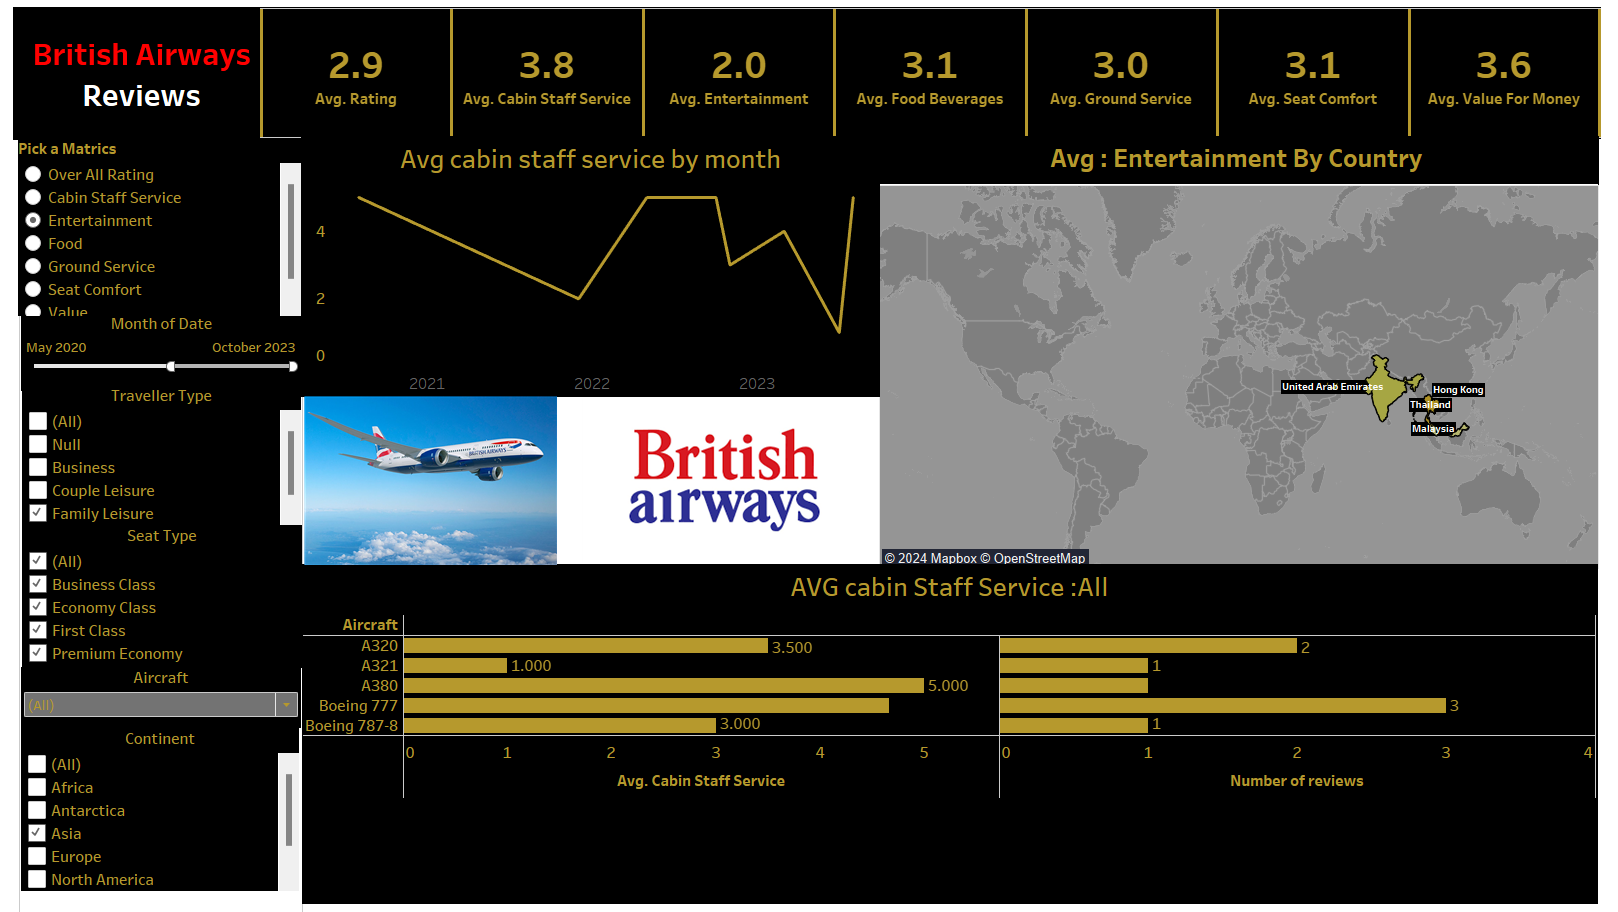 British Airways
Reviews
2.9
Avg. Rating
3.8
Avg. Cabin Staff Service
2.0
Avg. Entertainment
3.1
Avg. Food Beverages
3.0
Avg. Ground Service
3.1
Avg. Seat Comfort
3.6
Avg. Value For Money
Pick a Matrics
Over All Rating
Cabin Staff Service
Entertainment
Food
Ground Service
Seat Comfort
Value
Month of Date
May 2020 October 2023
Traveller Type
(All)
Null
Business
Couple Leisure
Family Leisure
Seat Type
(All)
Business Class
Economy Class
First Class
Premium Economy
Aircraft
(All)
Continent
(All)
Africa
Antarctica
Asia
Europe
North America
Avg cabin staff service by month
4
2
0
2021 2022 2023
BRITISH AIRWAYS
British
airways
Avg : Entertainment By Country
United Arab Emirates
Hong Kong
Thailand
Malaysia
© 2024 Mapbox © OpenStreetMap
AVG cabin Staff Service :All
Aircraft
A320 3.500 2
A321 1.000 1
A380 5.000
Boeing 777 3
Boeing 787-8 3.000 1
0 1 2 3 4 5 0 1 2 3 4
Avg. Cabin Staff Service Number of reviews